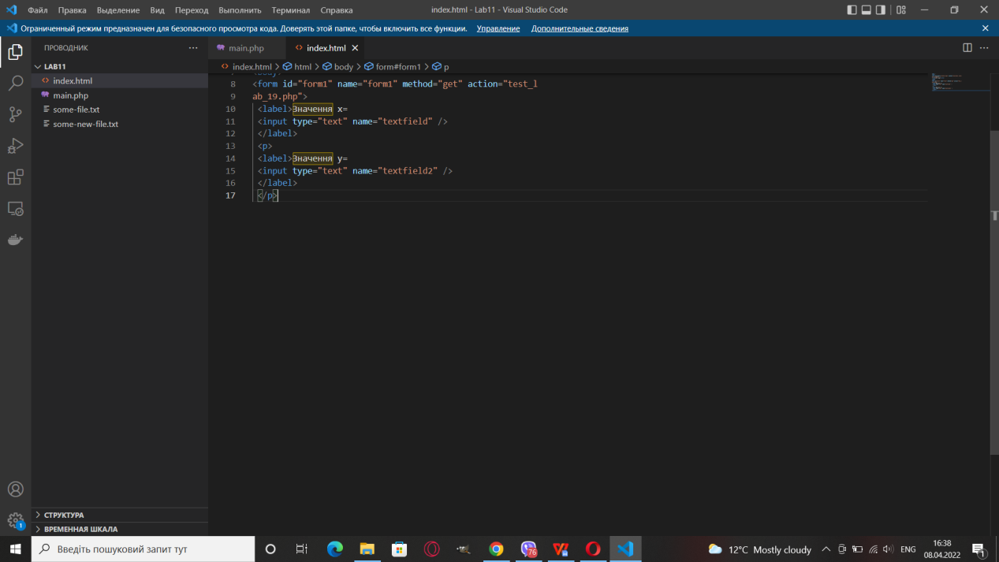 Файл Правка Выделение Вид Переход Выполнить Терминал Справка index.html - Lab11 - Visual Studio Code
Ограниченный режим предназначен для безопасного просмотра кода. Доверять этой папке, чтобы включить все функции. Управление Дополнительные сведения
ПРОВОДНИК
main.php index.html
LAB11
index.html
main.php
some-file.txt
some-new-file.txt
index.html > html > body > form#form1 > p
8 <form id="form1" name="form1" method="get" action="test_l
9 ab_19.php">
10 <label>Значення x=
11 <input type="text" name="textfield" />
12 </label>
13 <p>
14 <label>Значення y=
15 <input type="text" name="textfield2" />
16 </label>
17 </p>
1
СТРУКТУРА
ВРЕМЕННАЯ ШКАЛА
Введіть пошуковий запит тут
76
12°C Mostly cloudy
ENG
16:38
08.04.2022
1